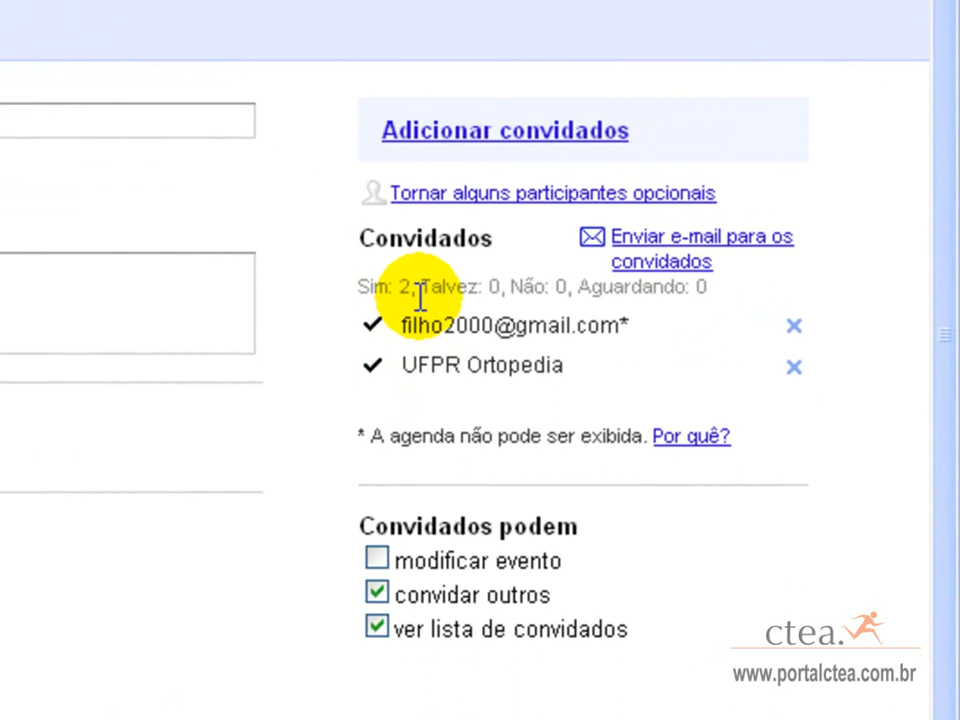 Adicionar convidados
Tornar alguns participantes opcionais
Convidados
Enviar e-mail para os
convidados
Sim: 2, Talvez: 0, Não: 0, Aguardando: 0
filho2000@gmail.com*
UFPR Ortopedia
* A agenda não pode ser exibida. Por quê?
Convidados podem
modificar evento
convidar outros
ver lista de convidados
ctea.
www.portalctea.com.br